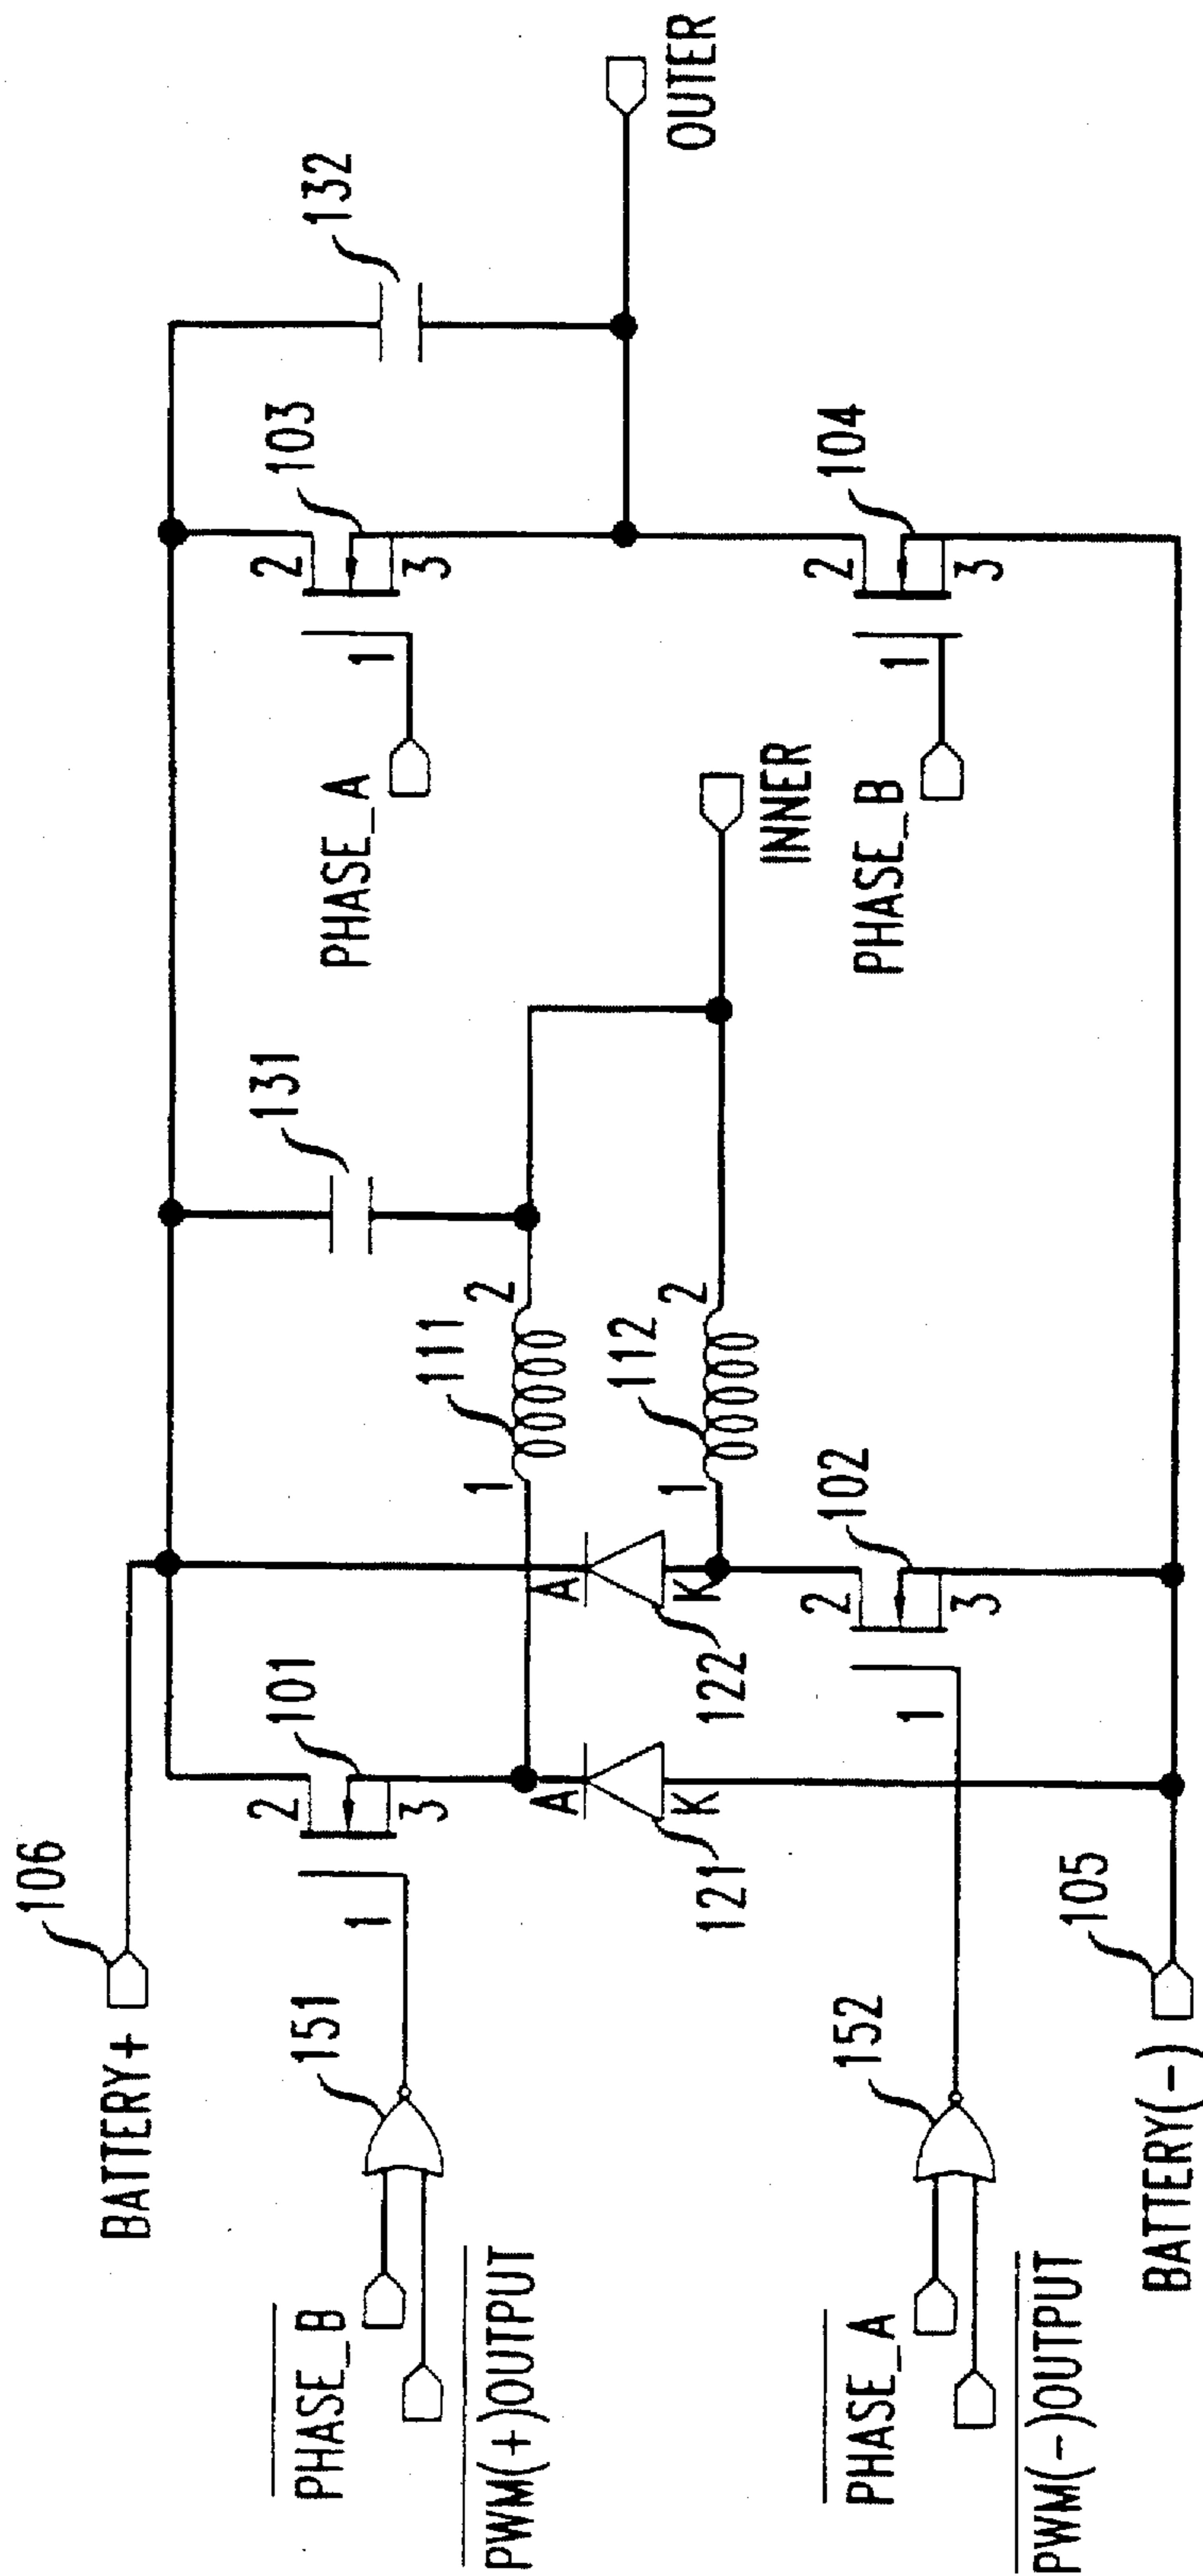 BATTERY+
106
PHASE_B
PWM(+)OUTPUT
151
1
2
3
101
A
K
121
A
K
122
1
111
2
131
1
112
2
INNER
PHASE_A
1
2
3
103
132
OUTER
PHASE_A
PWM(-)OUTPUT
152
1
2
3
102
PHASE_B
1
2
3
104
BATTERY(-)
105